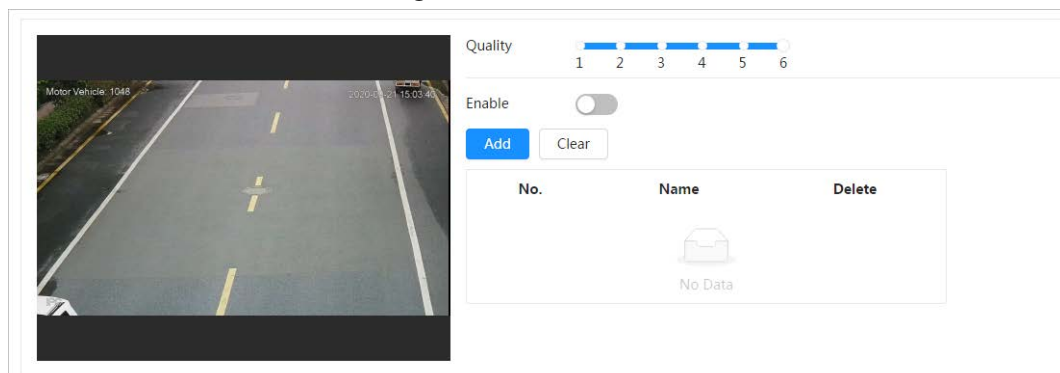 Quality
1 2 3 4 5 6
Motor Vehicle: 1048
Enable
Add Clear
No. Name Delete
No Data